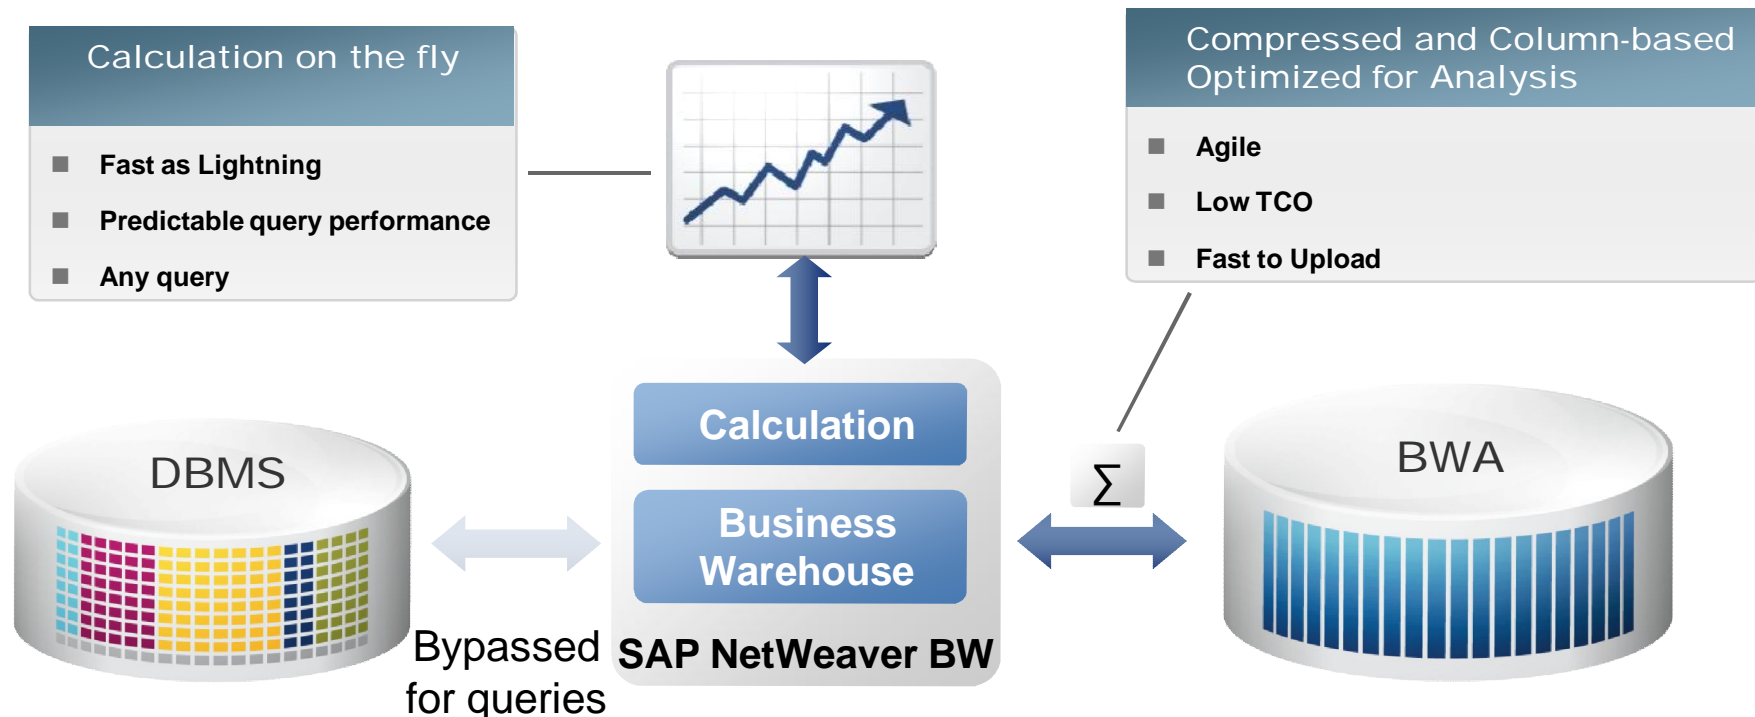 Calculation on the fly
Fast as Lightning
Predictable query performance
Any query
Compressed and Column-based
Optimized for Analysis
Agile
Low TCO
Fast to Upload
Calculation
Business
Warehouse
SAP NetWeaver BW
DBMS
Bypassed
for queries
∑
BWA